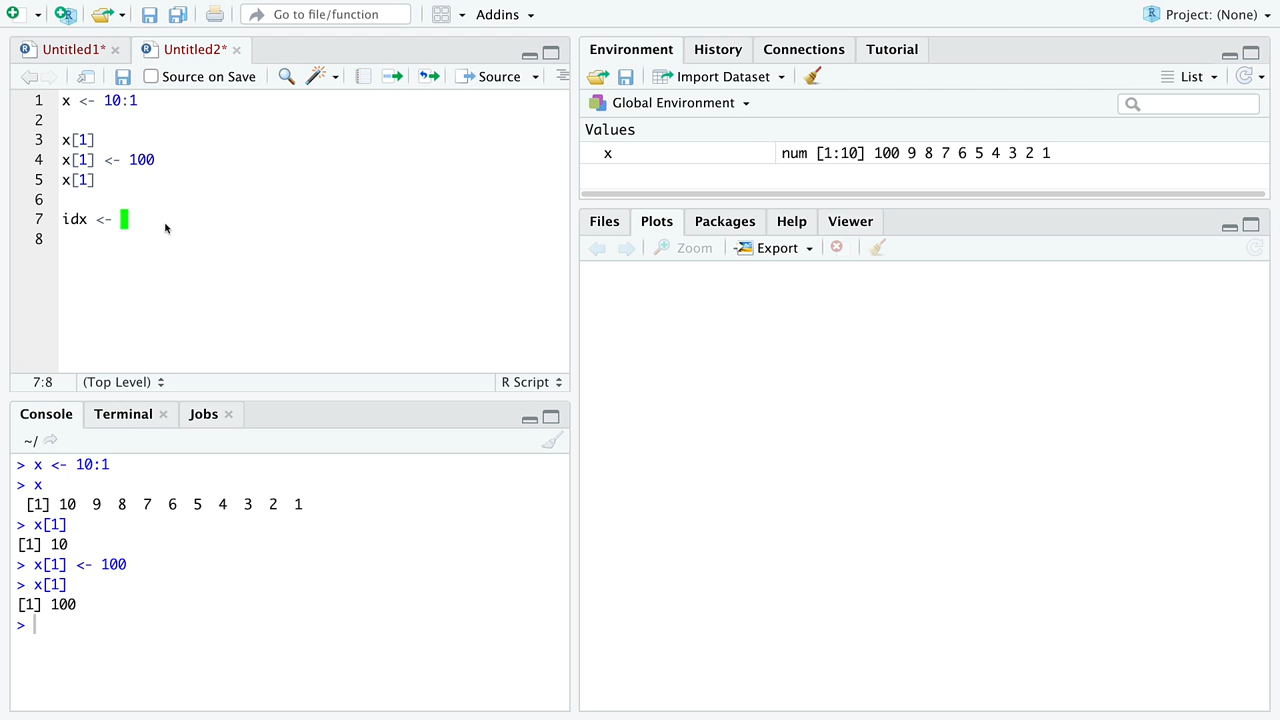 Go to file/function
Addins
Project: (None)
Untitled1*
Untitled2*
Source on Save
Source
1 x <- 10:1
2
3 x[1]
4 x[1] <- 100
5 x[1]
6
7 idx <-
8
7:8 (Top Level) R Script
Console Terminal Jobs
~/
> x <- 10:1
> x
[1] 10 9 8 7 6 5 4 3 2 1
> x[1]
[1] 10
> x[1] <- 100
> x[1]
[1] 100
>
Environment History Connections Tutorial
Import Dataset List
Global Environment
Values
x num [1:10] 100 9 8 7 6 5 4 3 2 1
Files Plots Packages Help Viewer
Zoom Export